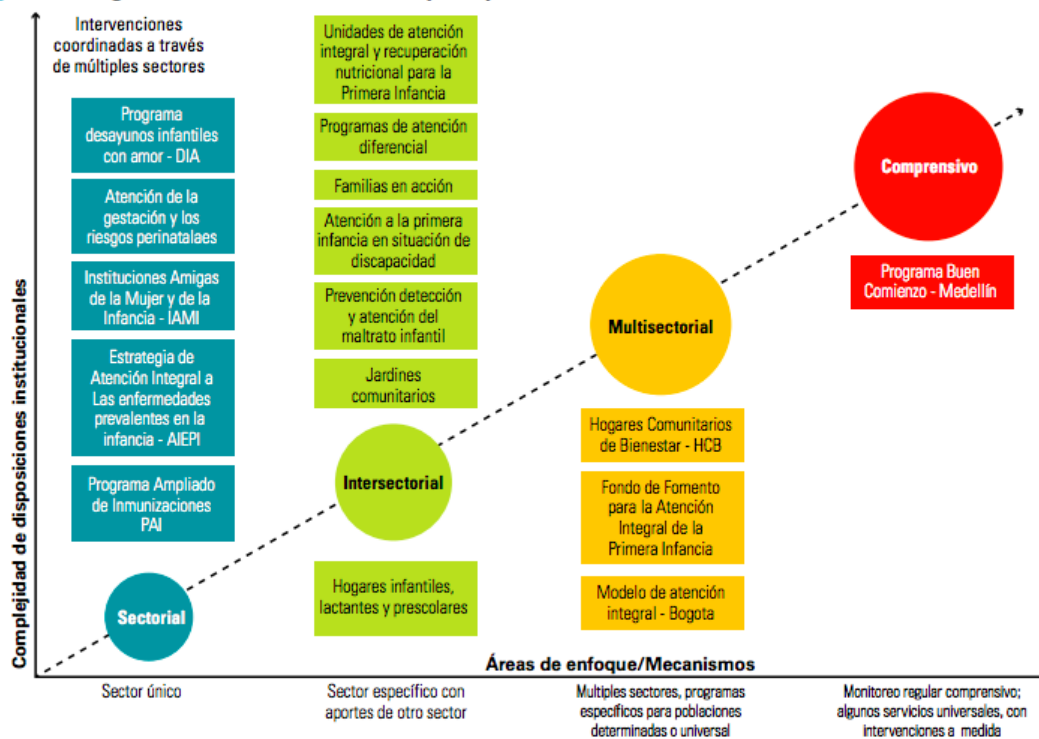 Intervenciones
coordinadas a través
de múltiples sectores
Programa
desayunos infantiles
con amor - DIA
Atención de la
gestación y los
riesgos perinatalaes
Instituciones Amigas
de la Mujer y de la
Infancia - IAMI
Estrategia de
Atención Integral a
Las enfermedades
prevalentes en la
infancia - AIEPI
Programa Ampliado
de Inmunizaciones
PAI
Sectorial
Unidades de atención
integral y recuperación
nutricional para la
Primera Infancia
Programas de atención
diferencial
Familias en acción
Atención a la primera
infancia en situación de
discapacidad
Prevención detección
y atención del
maltrato infantil
Jardines
comunitarios
Intersectorial
Hogares infantiles,
lactantes y prescolares
Multisectorial
Hogares Comunitarios
de Bienestar - HCB
Fondo de Fomento
para la Atención
Integral de la
Primera Infancia
Modelo de atención
integral - Bogota
Comprensivo
Programa Buen
Comienzo - Medellín
Complejidad de disposiciones institucionales
Áreas de enfoque/Mecanismos
Sector único
Sector específico con
aportes de otro sector
Multiples sectores, programas
específicos para poblaciones
determinadas o universal
Monitoreo regular comprensivo;
algunos servicios universales, con
intervenciones a medida